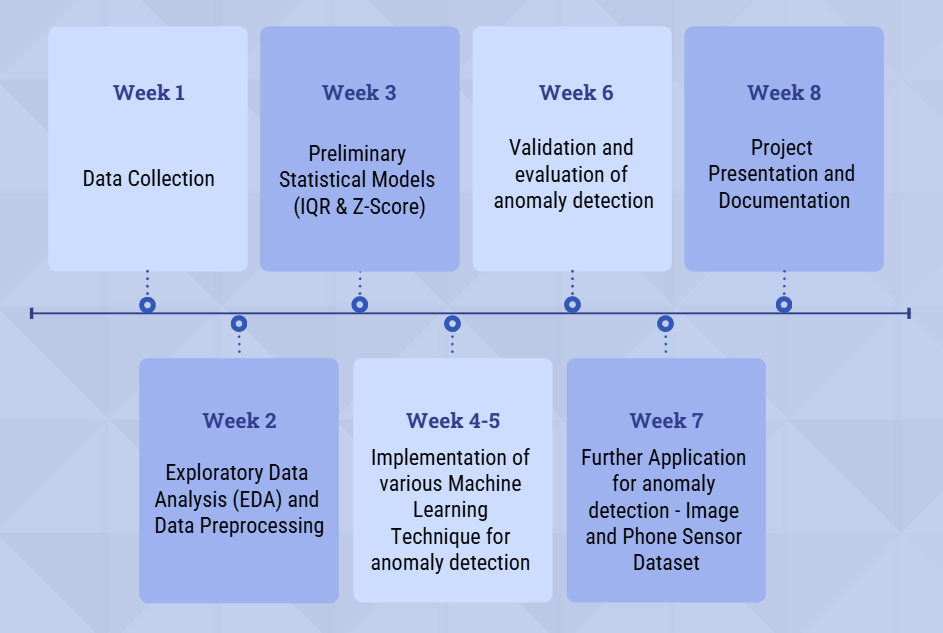 Week 1
Data Collection
Week 3
Preliminary
Statistical Models
(IQR & Z-Score)
Week 6
Validation and
evaluation of
anomaly detection
Week 8
Project
Presentation and
Documentation
Week 2
Exploratory Data
Analysis (EDA) and
Data Preprocessing
Week 4-5
Implementation of
various Machine
Learning
Technique for
anomaly detection
Week 7
Further Application
for anomaly
detection - Image
and Phone Sensor
Dataset